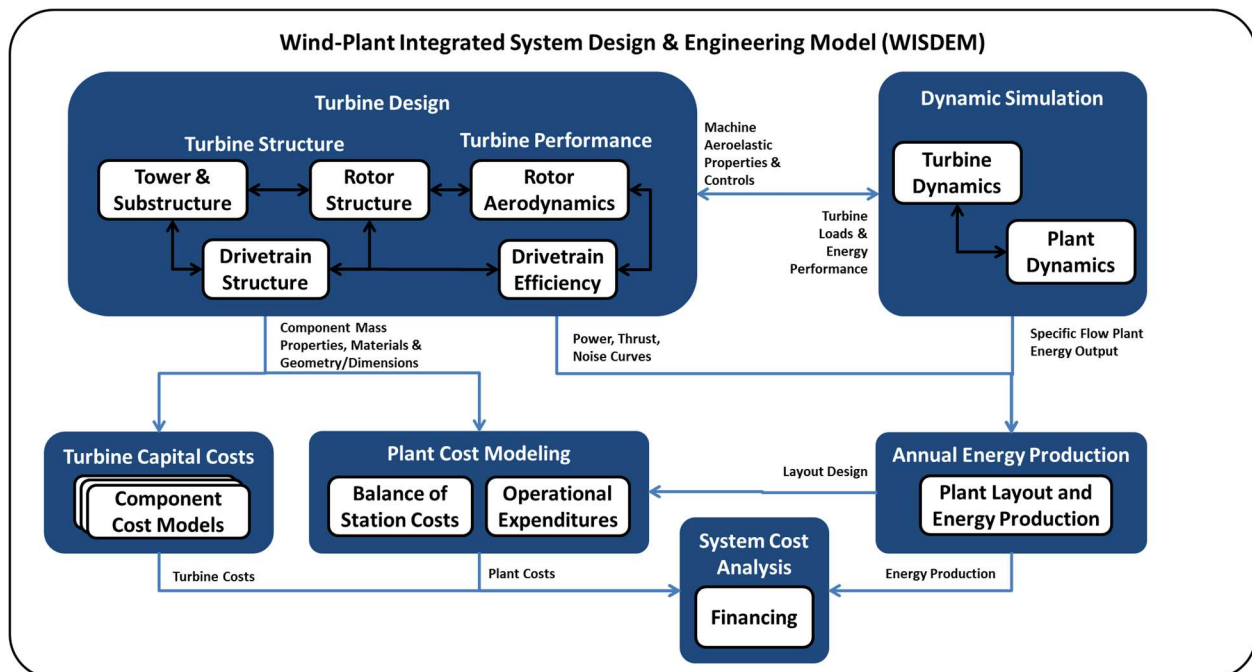 Wind-Plant Integrated System Design & Engineering Model (WISDEM)
Turbine Design
Turbine Structure
Turbine Performance
Tower &
Substructure
Rotor
Structure
Rotor
Aerodynamics
Drivetrain
Structure
Drivetrain
Efficiency
Machine
Aeroelastic
Properties &
Controls
Turbine
Loads &
Energy
Performance
Dynamic Simulation
Turbine
Dynamics
Plant
Dynamics
Component Mass
Properties, Materials &
Geometry/Dimensions
Power, Thrust,
Noise Curves
Specific Flow Plant
Energy Output
Turbine Capital Costs
Component
Cost Models
Plant Cost Modeling
Balance of
Station Costs
Operational
Expenditures
Layout Design
Annual Energy Production
Plant Layout and
Energy Production
System Cost
Analysis
Financing
Turbine Costs
Plant Costs
Energy Production